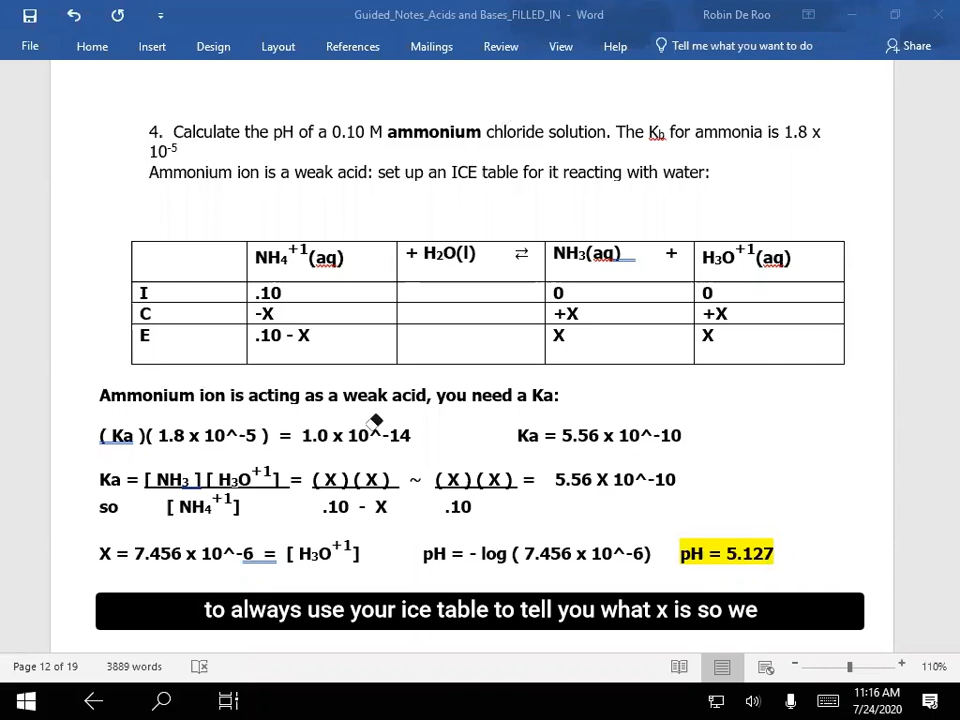 Guided_Notes_Acids and Bases_FILLED_IN - Word
Robin De Roo
File Home Insert Design Layout References Mailings Review View Help Tell me what you want to do Share
4. Calculate the pH of a 0.10 M ammonium chloride solution. The Kb for ammonia is 1.8 x
10-5
Ammonium ion is a weak acid: set up an ICE table for it reacting with water:
NH4+1(aq) + H2O(l) ⇄ NH3(aq) + H3O+1(aq)
I .10 0 0
C -X +X +X
E .10 - X X X
Ammonium ion is acting as a weak acid, you need a Ka:
( Ka )( 1.8 x 10^-5 ) = 1.0 x 10^-14 Ka = 5.56 x 10^-10
Ka = [ NH3 ] [ H3O+1] = ( X ) ( X ) ~ ( X ) ( X ) = 5.56 X 10^-10
so [ NH4+1] .10 - X .10
X = 7.456 x 10^-6 = [ H3O+1] pH = - log ( 7.456 x 10^-6) pH = 5.127
to always use your ice table to tell you what x is so we
Page 12 of 19 3889 words 110%
11:16 AM
7/24/2020